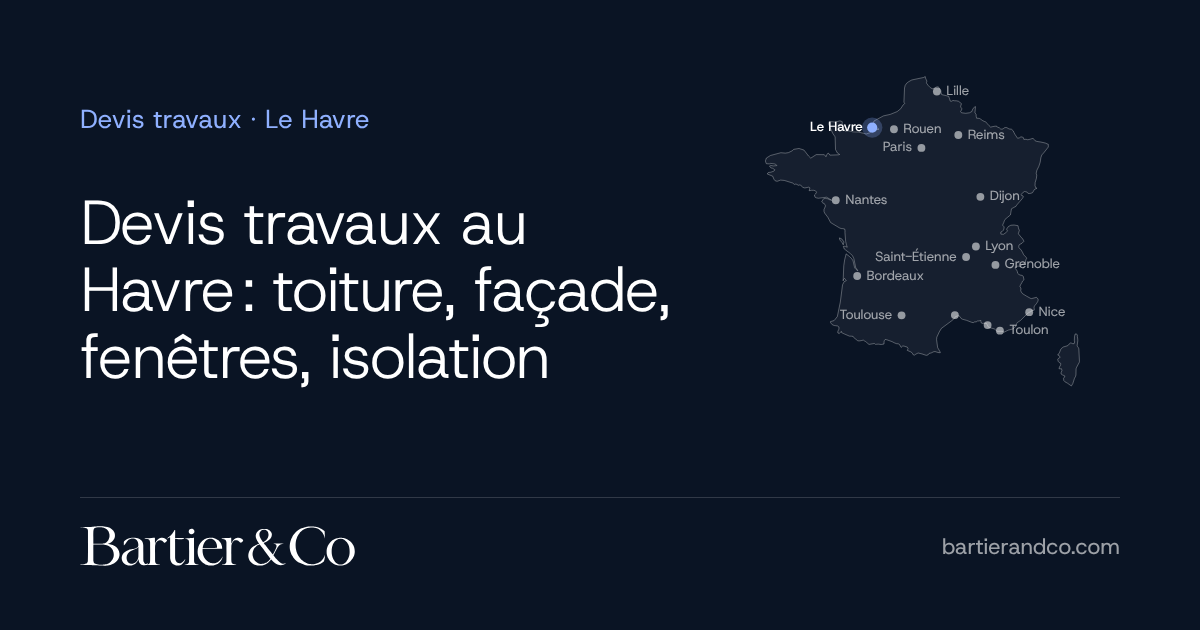 Devis travaux · Le Havre
Devis travaux au
Havre : toiture, façade,
fenêtres, isolation
Lille
Le Havre
Rouen
Reims
Paris
Nantes
Dijon
Lyon
Saint-Étienne
Grenoble
Bordeaux
Toulouse
Nice
Toulon
Bartier & Co
bartierandco.com